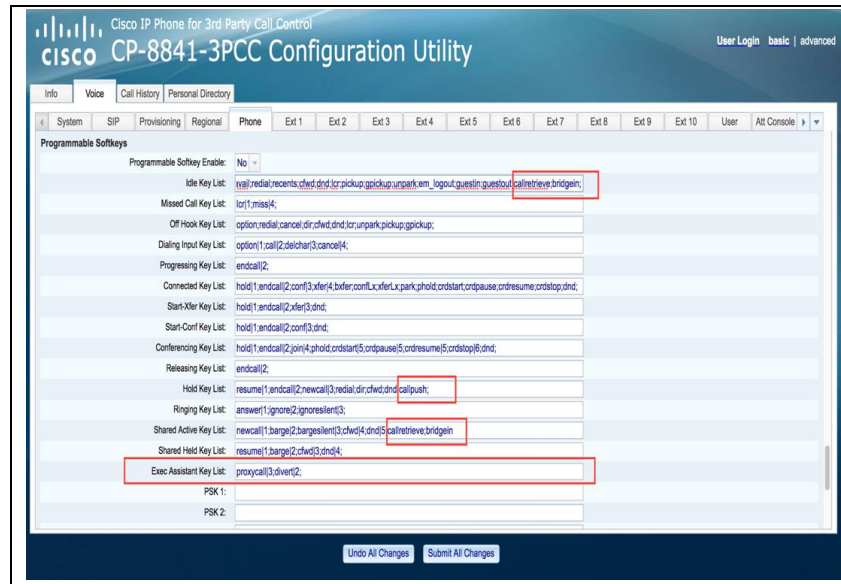 Cisco IP Phone for 3rd Party Call Control
CISCO CP-8841-3PCC Configuration Utility
User Login basic | advanced
Info Voice Call History Personal Directory
System SIP Provisioning Regional Phone Ext 1 Ext 2 Ext 3 Ext 4 Ext 5 Ext 6 Ext 7 Ext 8 Ext 9 Ext 10 User Att Console
Programmable Softkeys
Programmable Softkey Enable: No
Idle Key List: ;redial;recents;cfwd;dnd;lcr;pickup;gpickup;unpark;em_logout;guestin;guestout;callretrieve;bridgein;
Missed Call Key List: lcr|1;miss|4;
Off Hook Key List: option;redial;cancel;dir;cfwd;dnd;lcr;unpark;pickup;gpickup;
Dialing Input Key List: option|1;call|2;delchar|3;cancel|4;
Progressing Key List: endcall|2;
Connected Key List: hold|1;endcall|2;conf|3;xfer|4;bxfer;confLx;xferLx;park;phold;crdstart;crdpause;crdresume;crdstop;dnd;
Start-Xfer Key List: hold|1;endcall|2;xfer|3;dnd;
Start-Conf Key List: hold|1;endcall|2;conf|3;dnd;
Conferencing Key List: hold|1;endcall|2;join|4;phold;crdstart|5;crdpause|5;crdresume|5;crdstop|6;dnd;
Releasing Key List: endcall|2;
Hold Key List: resume|1;endcall|2;newcall|3;redial;dir;cfwd;dnd;callpush;
Ringing Key List: answer|1;ignore|2;ignoresilent|3;
Shared Active Key List: newcall|1;barge|2;bargesilent|3;cfwd|4;dnd|5;callretrieve;bridgein
Shared Held Key List: resume|1;barge|2;cfwd|3;dnd|4;
Exec Assistant Key List: proxycall|3;divert|2;
PSK 1:
PSK 2:
Undo All Changes Submit All Changes